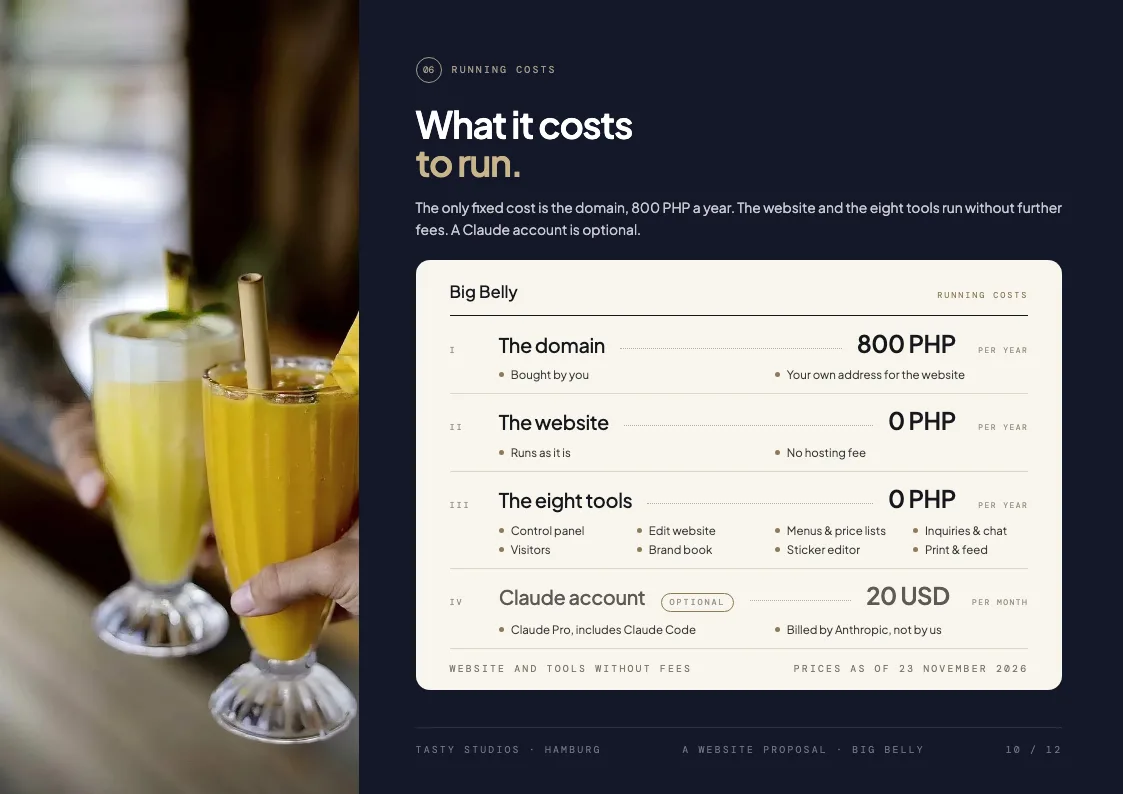 06 RUNNING COSTS
What it costs
to run.
The only fixed cost is the domain, 800 PHP a year. The website and the eight tools run without further
fees. A Claude account is optional.
Big Belly RUNNING COSTS
I The domain 800 PHP PER YEAR
Bought by you Your own address for the website
II The website 0 PHP PER YEAR
Runs as it is No hosting fee
III The eight tools 0 PHP PER YEAR
Control panel Edit website Menus & price lists Inquiries & chat
Visitors Brand book Sticker editor Print & feed
IV Claude account OPTIONAL 20 USD PER MONTH
Claude Pro, includes Claude Code Billed by Anthropic, not by us
WEBSITE AND TOOLS WITHOUT FEES PRICES AS OF 23 NOVEMBER 2026
TASTY STUDIOS · HAMBURG A WEBSITE PROPOSAL · BIG BELLY 10 / 12